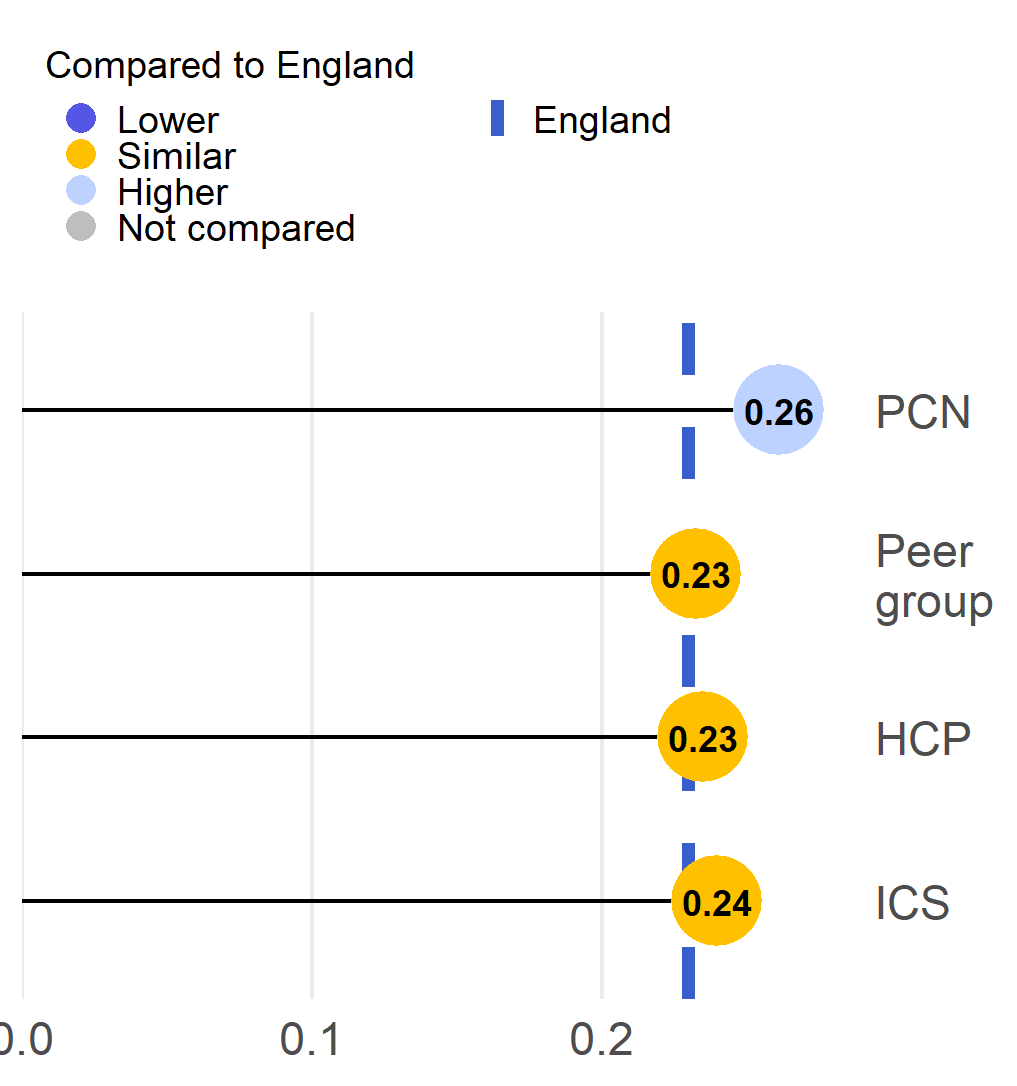 Compared to England
Lower
England
Similar
Higher
Not compared
0.26
PCN
0.23
Peer
group
0.23
HCP
0.24
ICS
0.0
0.1
0.2